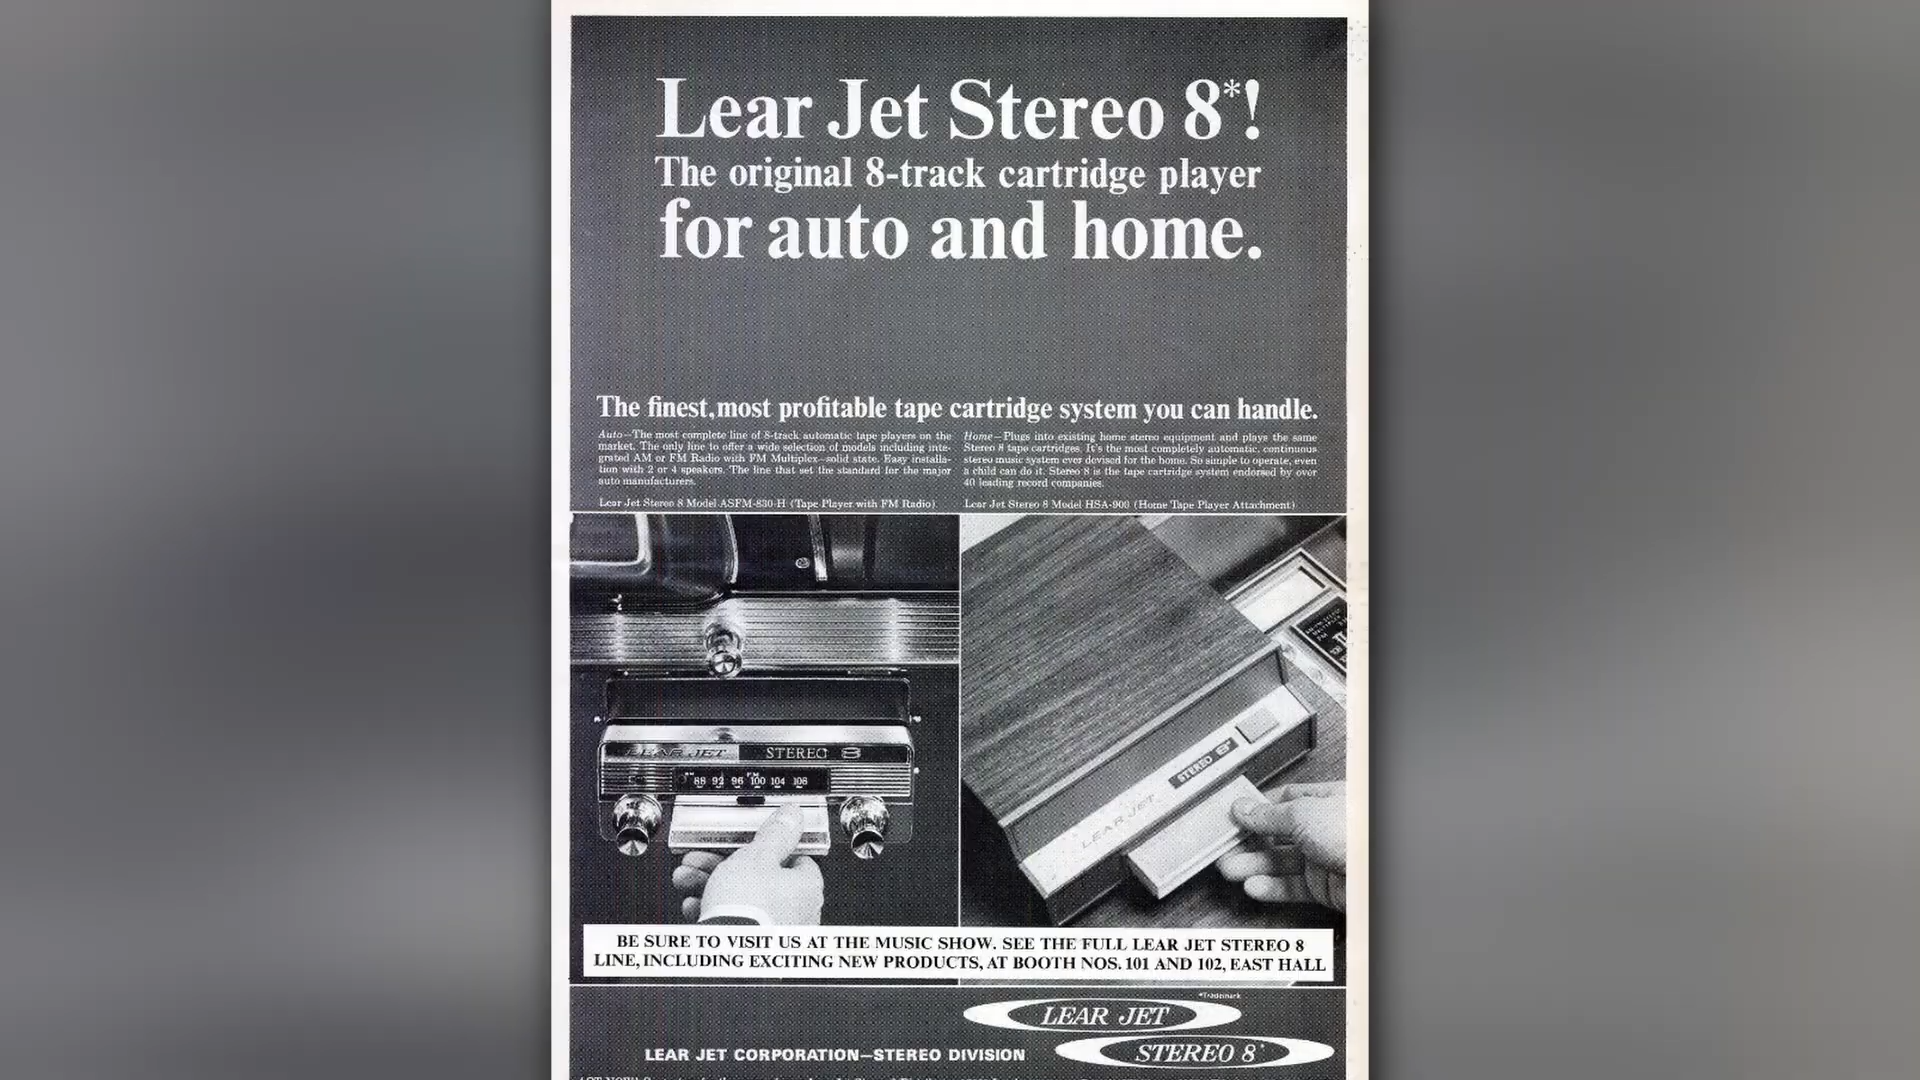 Lear Jet Stereo 8*!
The original 8-track cartridge player
for auto and home.
The finest, most profitable tape cartridge system you can handle.
Auto—The most complete line of 8-track automatic tape players on the
market. The only line to offer a wide selection of models including inte-
grated AM or FM Radio with FM Multiplex—solid state. Easy installa-
tion with 2 or 4 speakers. The line that set the standard for the major
auto manufacturers.
Lear Jet Stereo 8 Model ASFM-830-H (Tape Player with FM Radio)
Home—Plugs into existing home stereo equipment and plays the same
Stereo 8 tape cartridges. It's the most completely automatic, continuous
stereo music system ever devised for the home. So simple to operate, even
a child can do it. Stereo 8 is the tape cartridge system endorsed by over
40 leading record companies.
Lear Jet Stereo 8 Model HSA-900 (Home Tape Player Attachment)
LEAR JET STEREO 8
FM
88 92 96 100 104 108
LEAR JET STEREO 8
BE SURE TO VISIT US AT THE MUSIC SHOW. SEE THE FULL LEAR JET STEREO 8
LINE, INCLUDING EXCITING NEW PRODUCTS, AT BOOTH NOS. 101 AND 102, EAST HALL
*Trademark
LEAR JET
STEREO 8*
LEAR JET CORPORATION—STEREO DIVISION